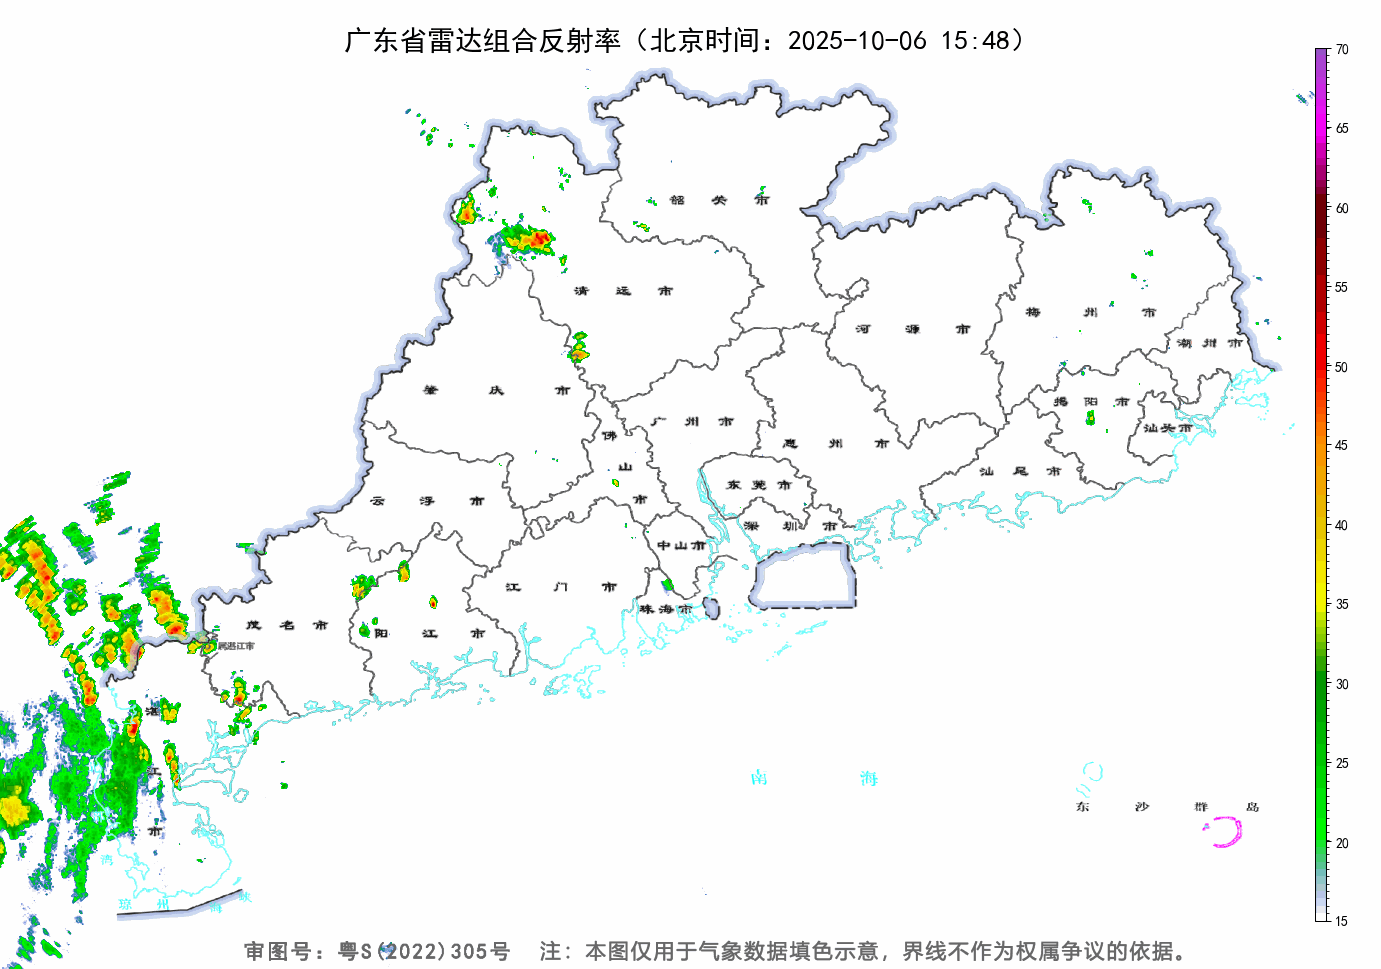 广东省雷达组合反射率（北京时间：2025-10-06 15:48）
70
65
60
55
50
45
40
35
30
25
20
15
韶关市
清远市
河源市
梅州市
潮州市
肇庆市
广州市
揭阳市
汕头市
佛山市
惠州市
汕尾市
云浮市
东莞市
深圳市
中山市
江门市
珠海市
茂名市
属湛江市
阳江市
湛江市
南海
东沙群岛
湾
琼州海峡
审图号：粤S(2022)305号 注：本图仅用于气象数据填色示意，界线不作为权属争议的依据。